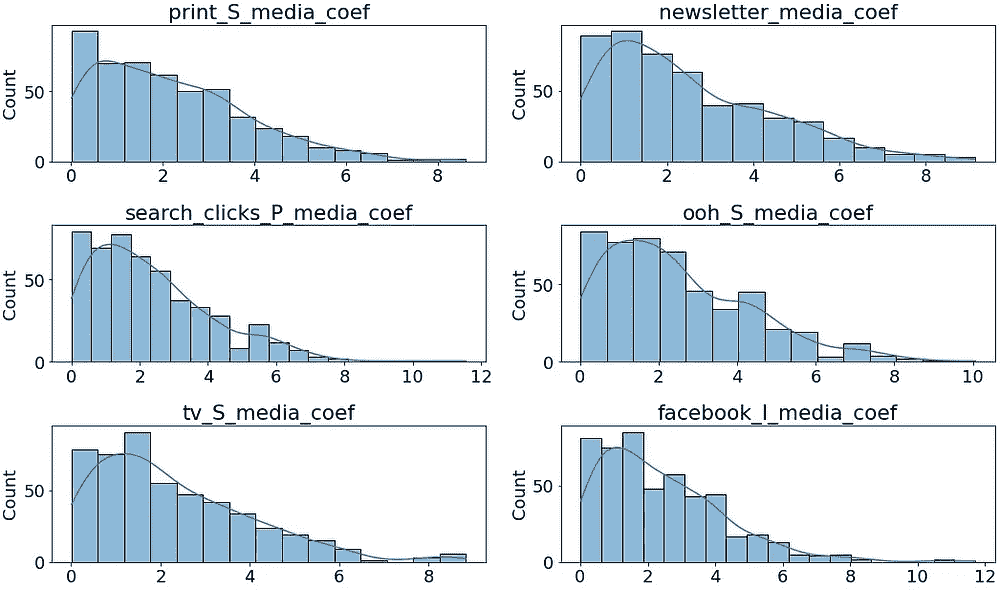 print_S_media_coef
Count
50
0
0 2 4 6 8
newsletter_media_coef
Count
50
0
0 2 4 6 8
search_clicks_P_media_coef
Count
50
0
0 2 4 6 8 10 12
ooh_S_media_coef
Count
50
0
0 2 4 6 8 10
tv_S_media_coef
Count
50
0
0 2 4 6 8
facebook_I_media_coef
Count
50
0
0 2 4 6 8 10 12